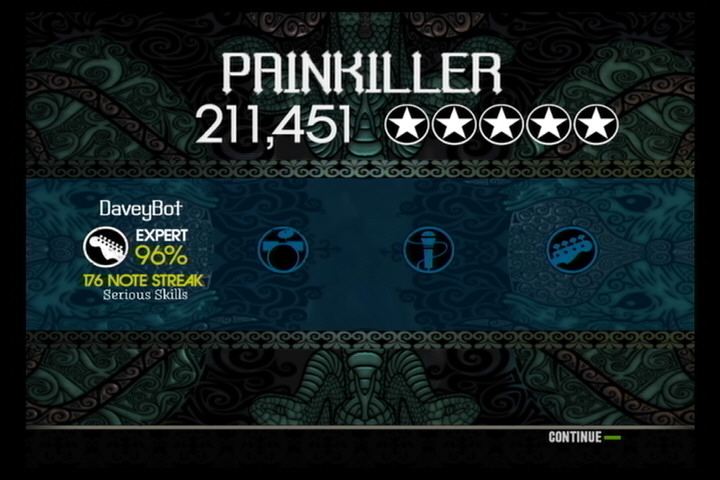 PAINKILLER
211,451
DaveyBot
EXPERT
96%
176 NOTE STREAK
Serious Skills
CONTINUE